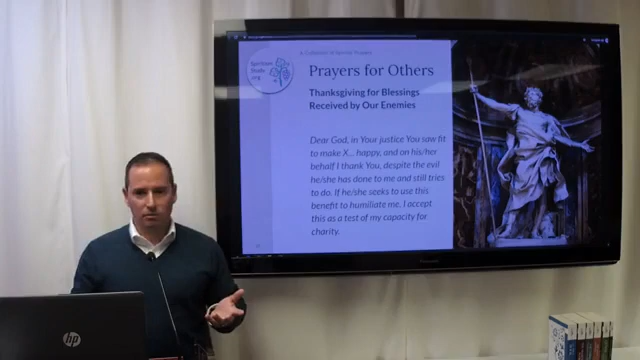 A Collection of Spiritist Prayers
Spiritism
Study
.org
Prayers for Others
Thanksgiving for Blessings
Received by Our Enemies
Dear God, in Your justice You saw fit
to make X... happy, and on his/her
behalf I thank You, despite the evil
he/she has done to me and still tries
to do. If he/she seeks to use this
benefit to humiliate me, I accept
this as a test of my capacity for
charity.
hp